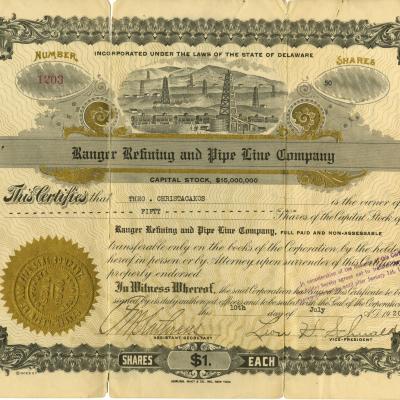 NUMBER
INCORPORATED UNDER THE LAWS OF THE STATE OF DELAWARE
SHARES
1203
50
Ranger Refining and Pipe Line Company
CAPITAL STOCK, $15,000,000
This Certifies that THEO. CHRISTACAKOS is the owner of
FIFTY Shares of the Capital Stock of
Ranger Refining and Pipe Line Company, FULL PAID AND NON-ASSESSABLE
transferable only on the books of the Corporation by the holder
hereof in person or by Attorney upon surrender of this
properly endorsed
In Witness Whereof, the said Corporation has caused this Certificate to be
signed by its duly authorized officers and to be sealed with the Seal of the Corporation
the 10th day of July A.D. 1920
ASSISTANT-SECRETARY
VICE-PRESIDENT
SHARES $1. EACH